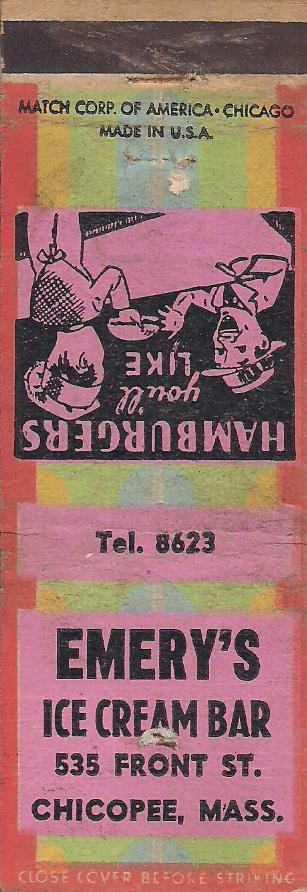 MATCH CORP. OF AMERICA • CHICAGO
MADE IN U.S.A.
HAMBURGERS
you'll
LIKE
Tel. 8623
EMERY'S
ICE CREAM BAR
535 FRONT ST.
CHICOPEE, MASS.
CLOSE COVER BEFORE STRIKING